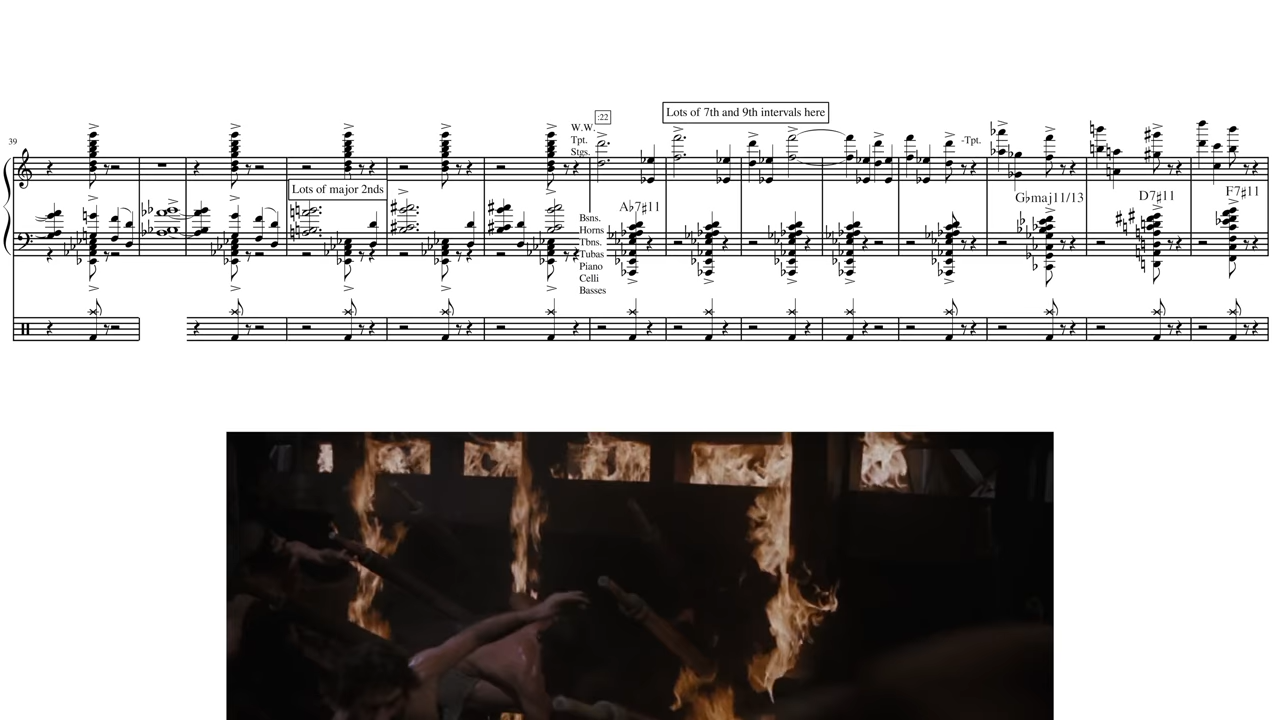 39
W.W.
Tpt.
Stgs.
:22
Lots of 7th and 9th intervals here
-Tpt.
Lots of major 2nds
Bsns.
Horns
Tbns.
Tubas
Piano
Celli
Basses
A♭7♯11
G♭maj11/13
D7♯11
F7♯11